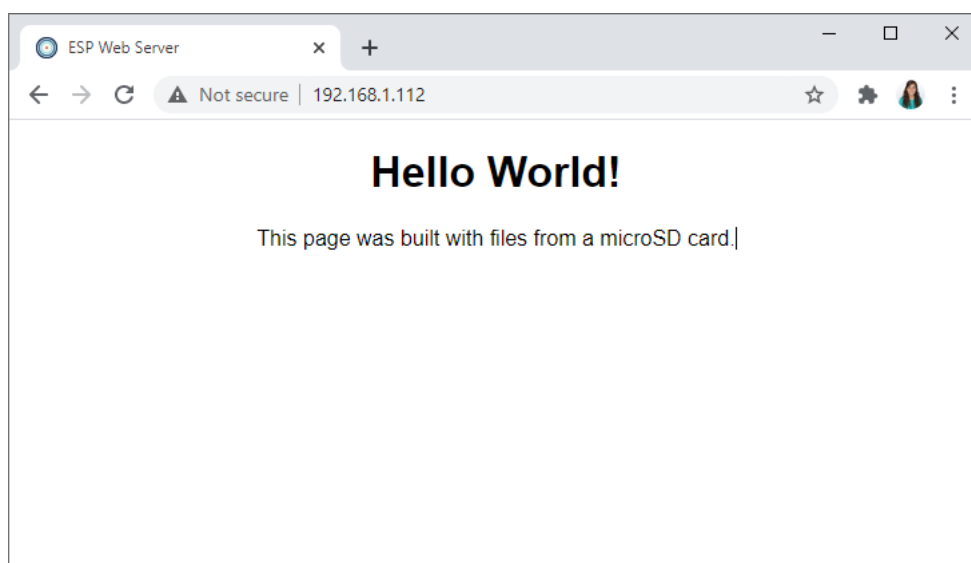 ESP Web Server
Not secure 192.168.1.112
Hello World!
This page was built with files from a microSD card.